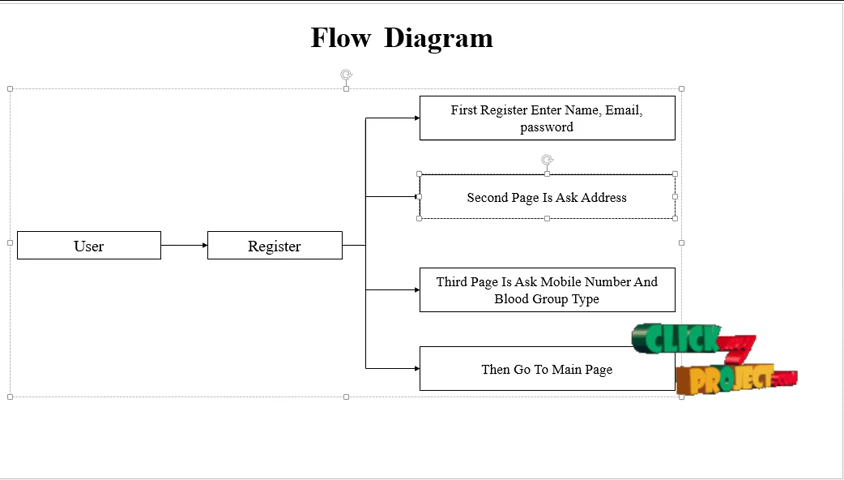 Flow Diagram
First Register Enter Name, Email,
password
Second Page Is Ask Address
User
Register
Third Page Is Ask Mobile Number And
Blood Group Type
Then Go To Main Page
CLICK
PROJECT